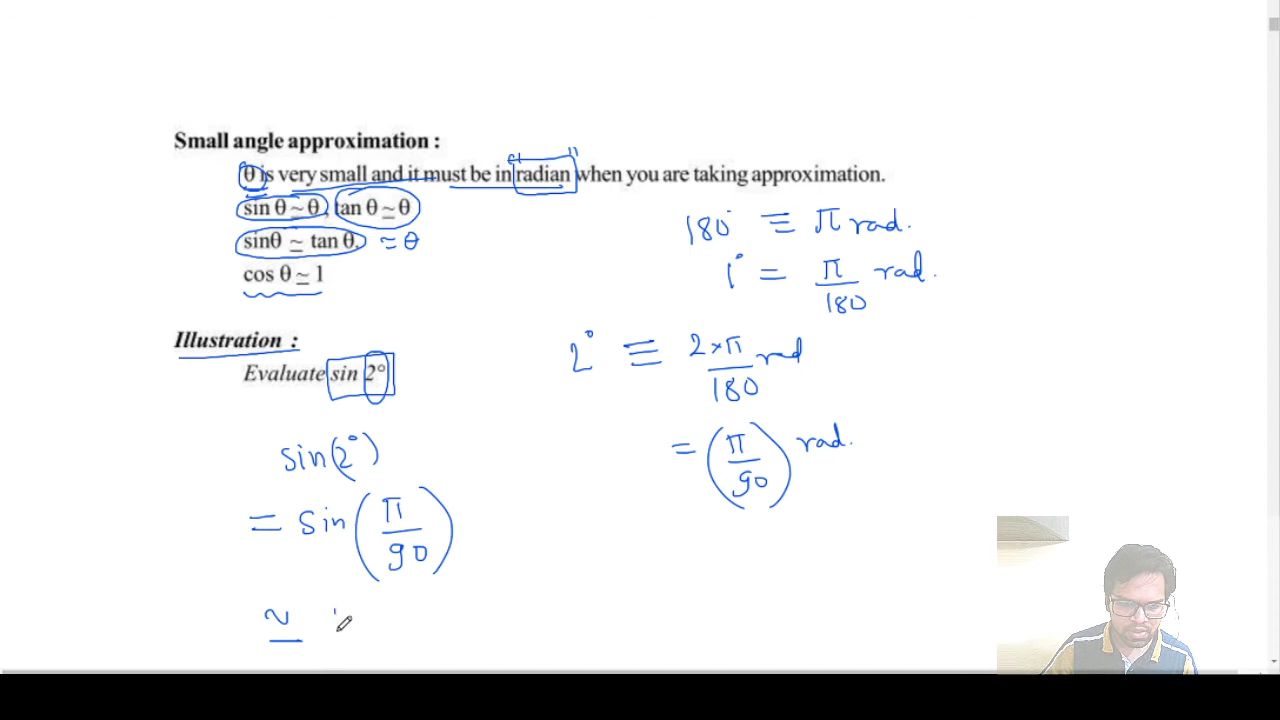 Small angle approximation :
θ is very small and it must be in "radian" when you are taking approximation.
sin θ ~ θ, tan θ ~ θ
sinθ ≃ tan θ. ≈ θ
cos θ ≃ 1
180° ≡ π rad.
1° = π/180 rad.
Illustration :
Evaluate sin 2°
2° ≡ 2×π/180 rad
= (π/90) rad.
sin(2°)
= sin(π/90)
≃